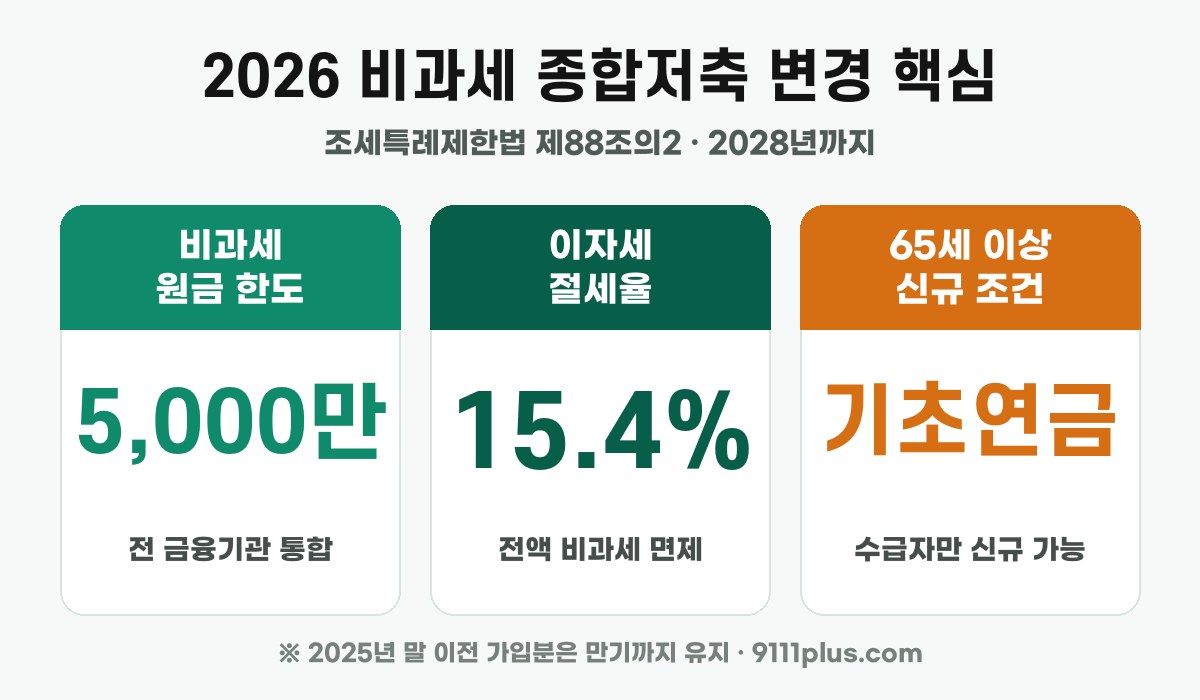 2026 비과세 종합저축 변경 핵심
조세특례제한법 제88조의2 · 2028년까지
비과세
원금 한도
5,000만
전 금융기관 통합
이자세
절세율
15.4%
전액 비과세 면제
65세 이상
신규 조건
기초연금
수급자만 신규 가능
※ 2025년 말 이전 가입분은 만기까지 유지 · 9111plus.com